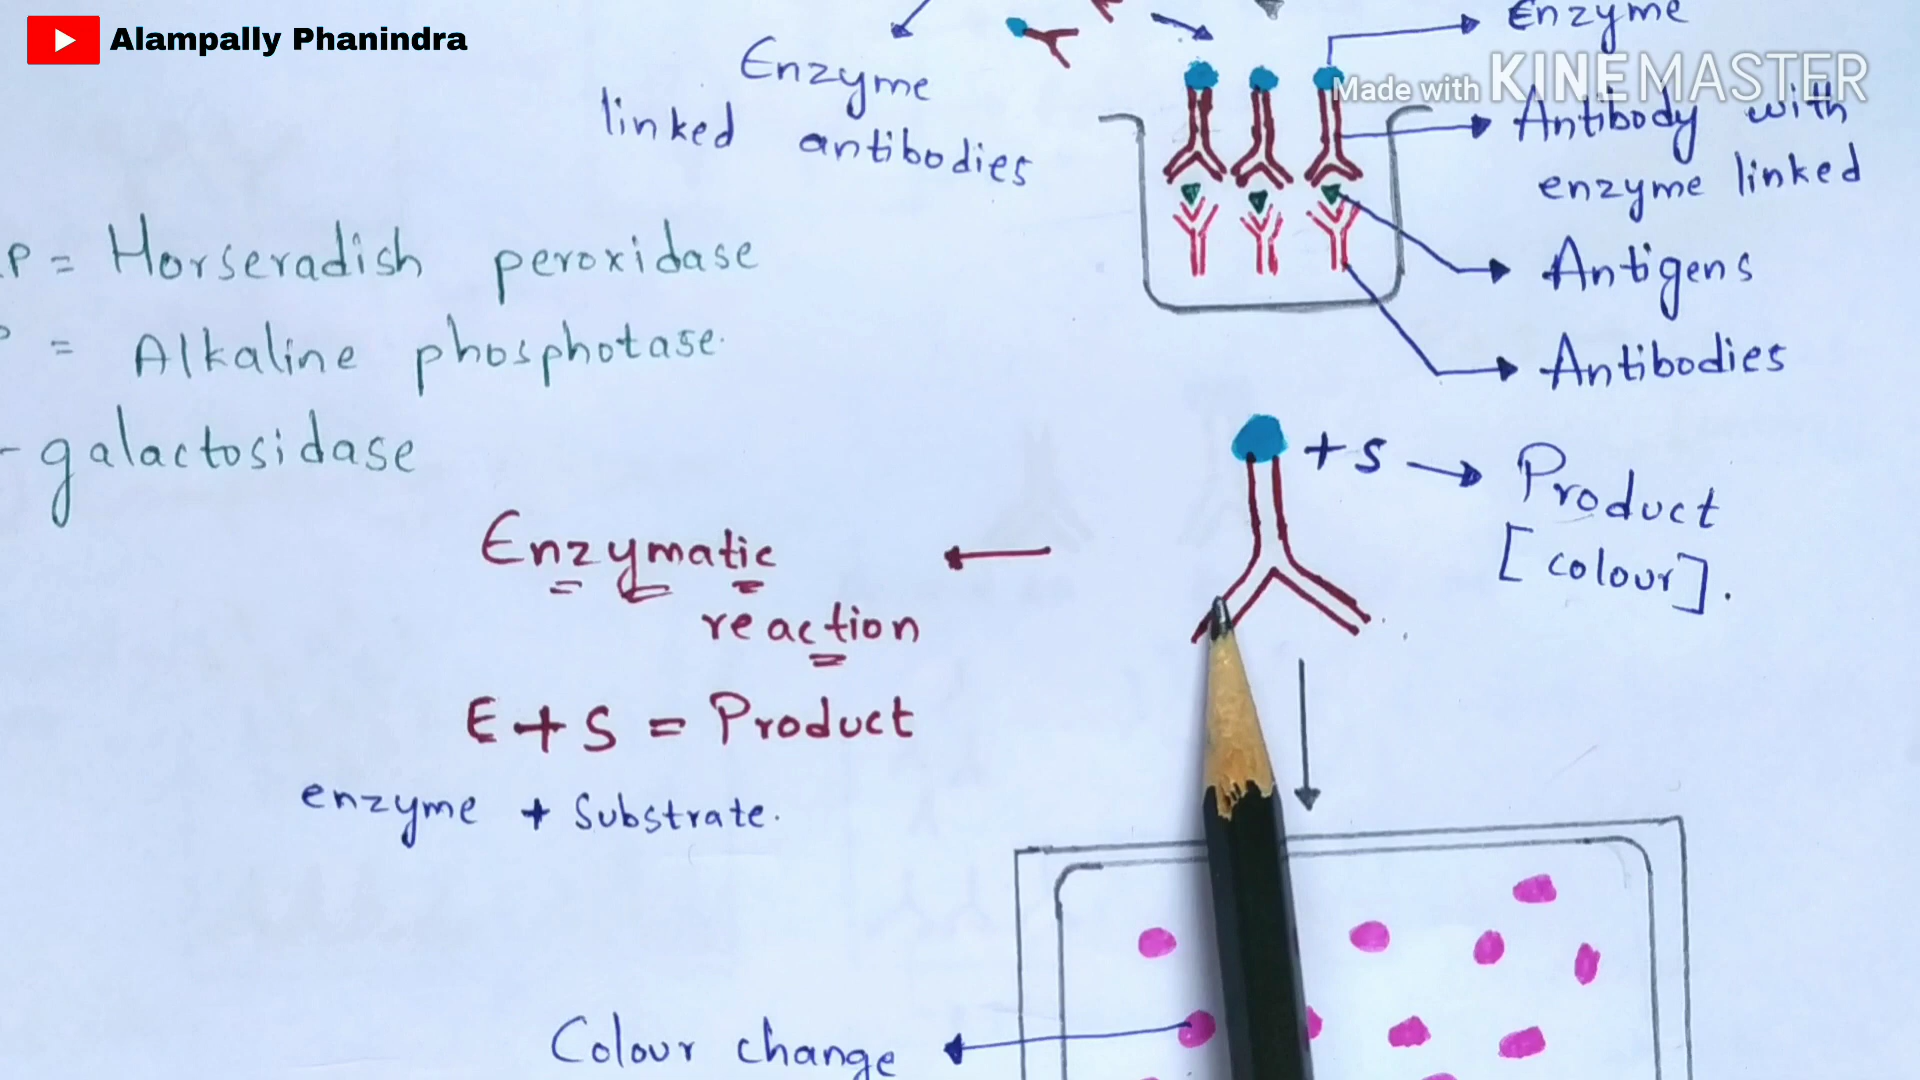 Alampally Phanindra
Enzyme
Made with KINEMASTER
Enzyme
linked antibodies
Antibody with
enzyme linked
P = Horseradish peroxidase
Antigens
= Alkaline phosphotase.
Antibodies
- galactosidase
+ S → Product
[colour].
Enzymatic
reaction
E + S = Product
enzyme + Substrate.
Colour change